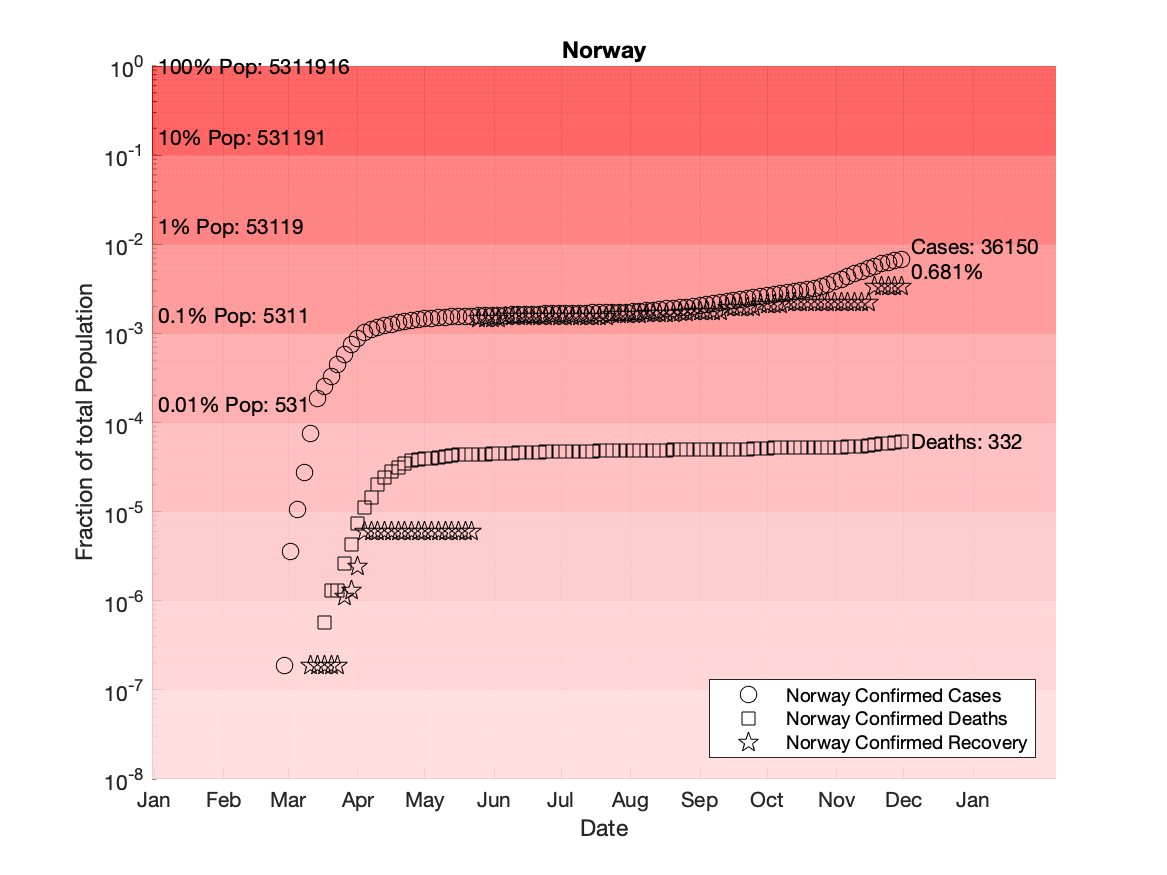 Norway
10^0
100% Pop: 5311916
10% Pop: 531191
10^-1
1% Pop: 53119
10^-2
Cases: 36150
0.681%
0.1% Pop: 5311
10^-3
0.01% Pop: 531
10^-4
Deaths: 332
10^-5
10^-6
10^-7
10^-8
Fraction of total Population
Norway Confirmed Cases
Norway Confirmed Deaths
Norway Confirmed Recovery
Jan Feb Mar Apr May Jun Jul Aug Sep Oct Nov Dec Jan
Date